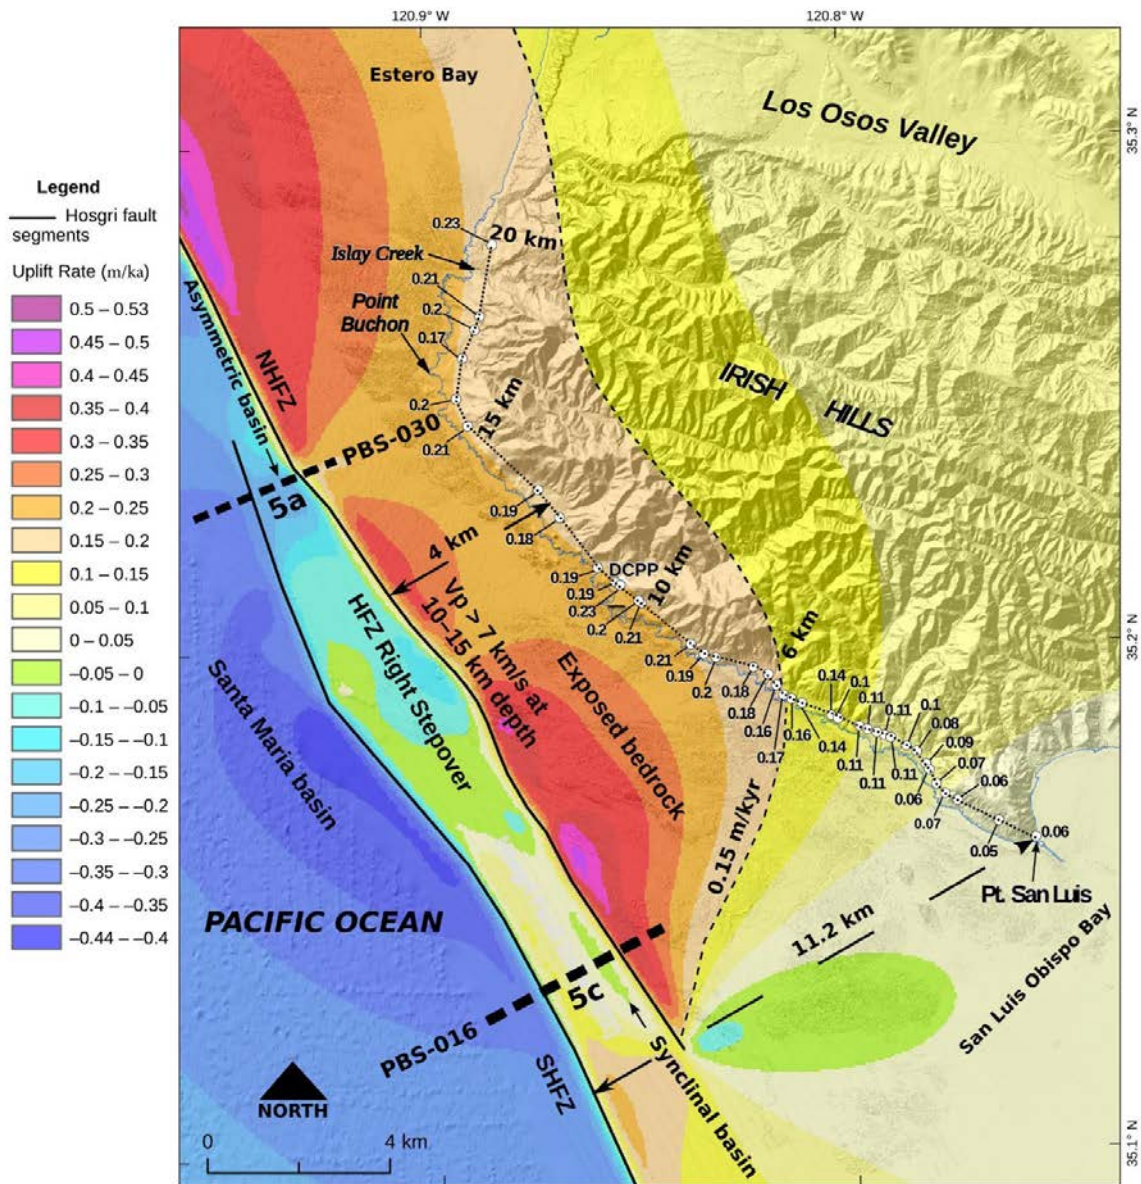 120.9° W
120.8° W
Estero Bay
Los Osos Valley
35.3° N
Legend
Hosgri fault
segments
Uplift Rate (m/ka)
0.5 – 0.53
0.45 – 0.5
0.4 – 0.45
0.35 – 0.4
0.3 – 0.35
0.25 – 0.3
0.2 – 0.25
0.15 – 0.2
0.1 – 0.15
0.05 – 0.1
0 – 0.05
–0.05 – 0
–0.1 – –0.05
–0.15 – –0.1
–0.2 – –0.15
–0.25 – –0.2
–0.3 – –0.25
–0.35 – –0.3
–0.4 – –0.35
–0.44 – –0.4
0.23
20 km
Islay Creek
0.21
Point
Buchon
0.2
0.17
Asymmetric basin
NHFZ
0.2
15 km
0.21
IRISH
HILLS
PBS-030
5a
0.19
0.18
4 km
0.19
DCPP
0.19
10 km
0.23
0.2
0.21
Vp > 7 km/s at
10–15 km depth
HFZ Right Stepover
Exposed bedrock
Santa Maria basin
6 km
35.2° N
0.21
0.19
0.2
0.18
0.18
0.16
0.17
0.16
0.14
0.14
0.1
0.11
0.11
0.11
0.11
0.11
0.1
0.08
0.09
0.07
0.06
0.06
0.07
0.05
0.06
0.15 m/kyr
Pt. San Luis
11.2 km
San Luis Obispo Bay
PACIFIC OCEAN
5c
PBS-016
SHFZ
Synclinal basin
NORTH
0
4 km
35.1° N